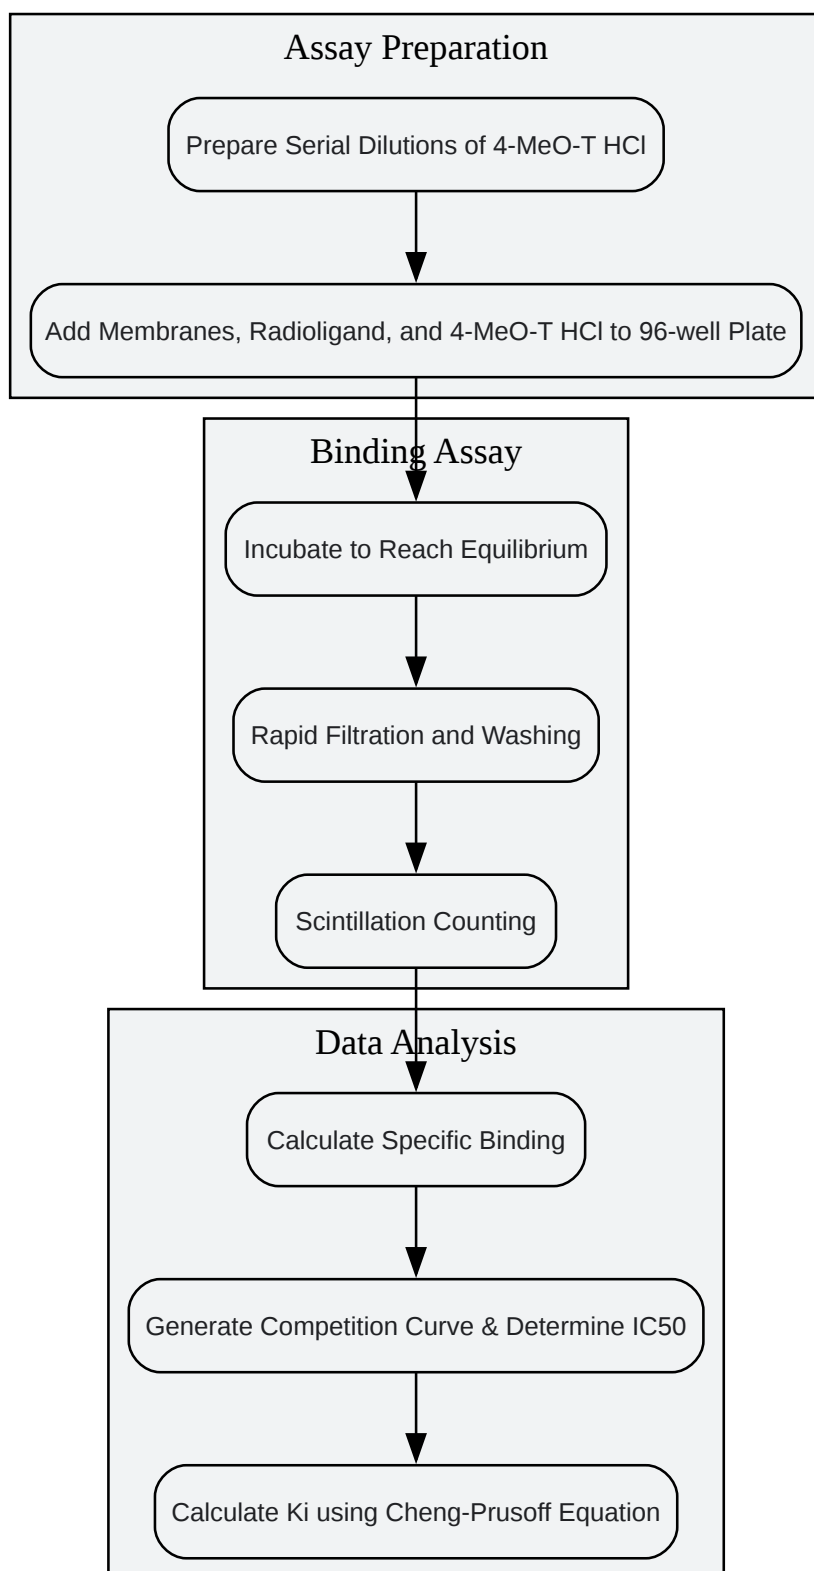 Assay Preparation
Prepare Serial Dilutions of 4-MeO-T HCl
Add Membranes, Radioligand, and 4-MeO-T HCl to 96-well Plate
Binding Assay
Incubate to Reach Equilibrium
Rapid Filtration and Washing
Scintillation Counting
Data Analysis
Calculate Specific Binding
Generate Competition Curve & Determine IC50
Calculate Ki using Cheng-Prusoff Equation